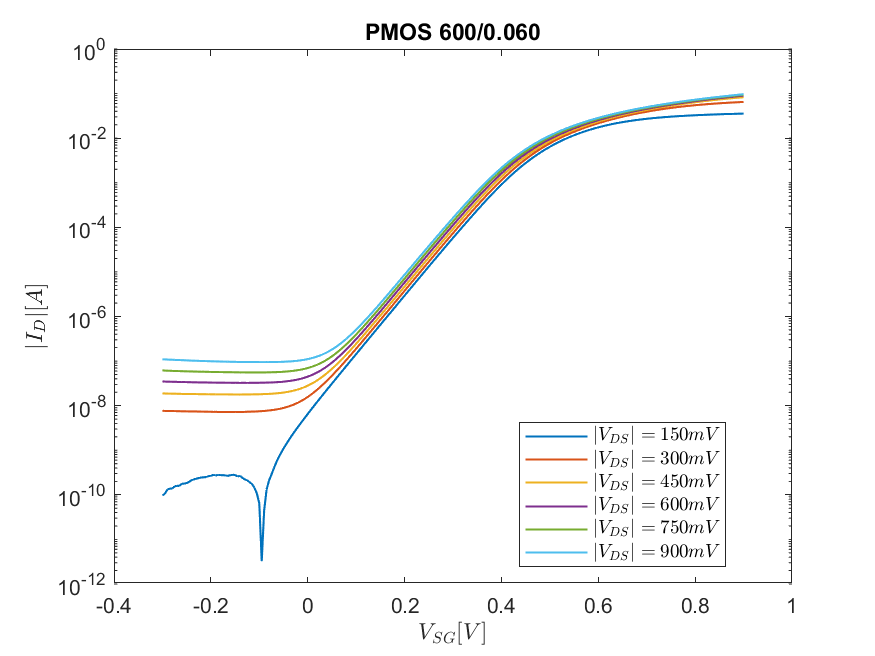 PMOS 600/0.060
10^0
10^-2
10^-4
10^-6
10^-8
10^-10
10^-12
|I_D|[A]
-0.4 -0.2 0 0.2 0.4 0.6 0.8 1
V_SG[V]
|V_DS| = 150mV
|V_DS| = 300mV
|V_DS| = 450mV
|V_DS| = 600mV
|V_DS| = 750mV
|V_DS| = 900mV